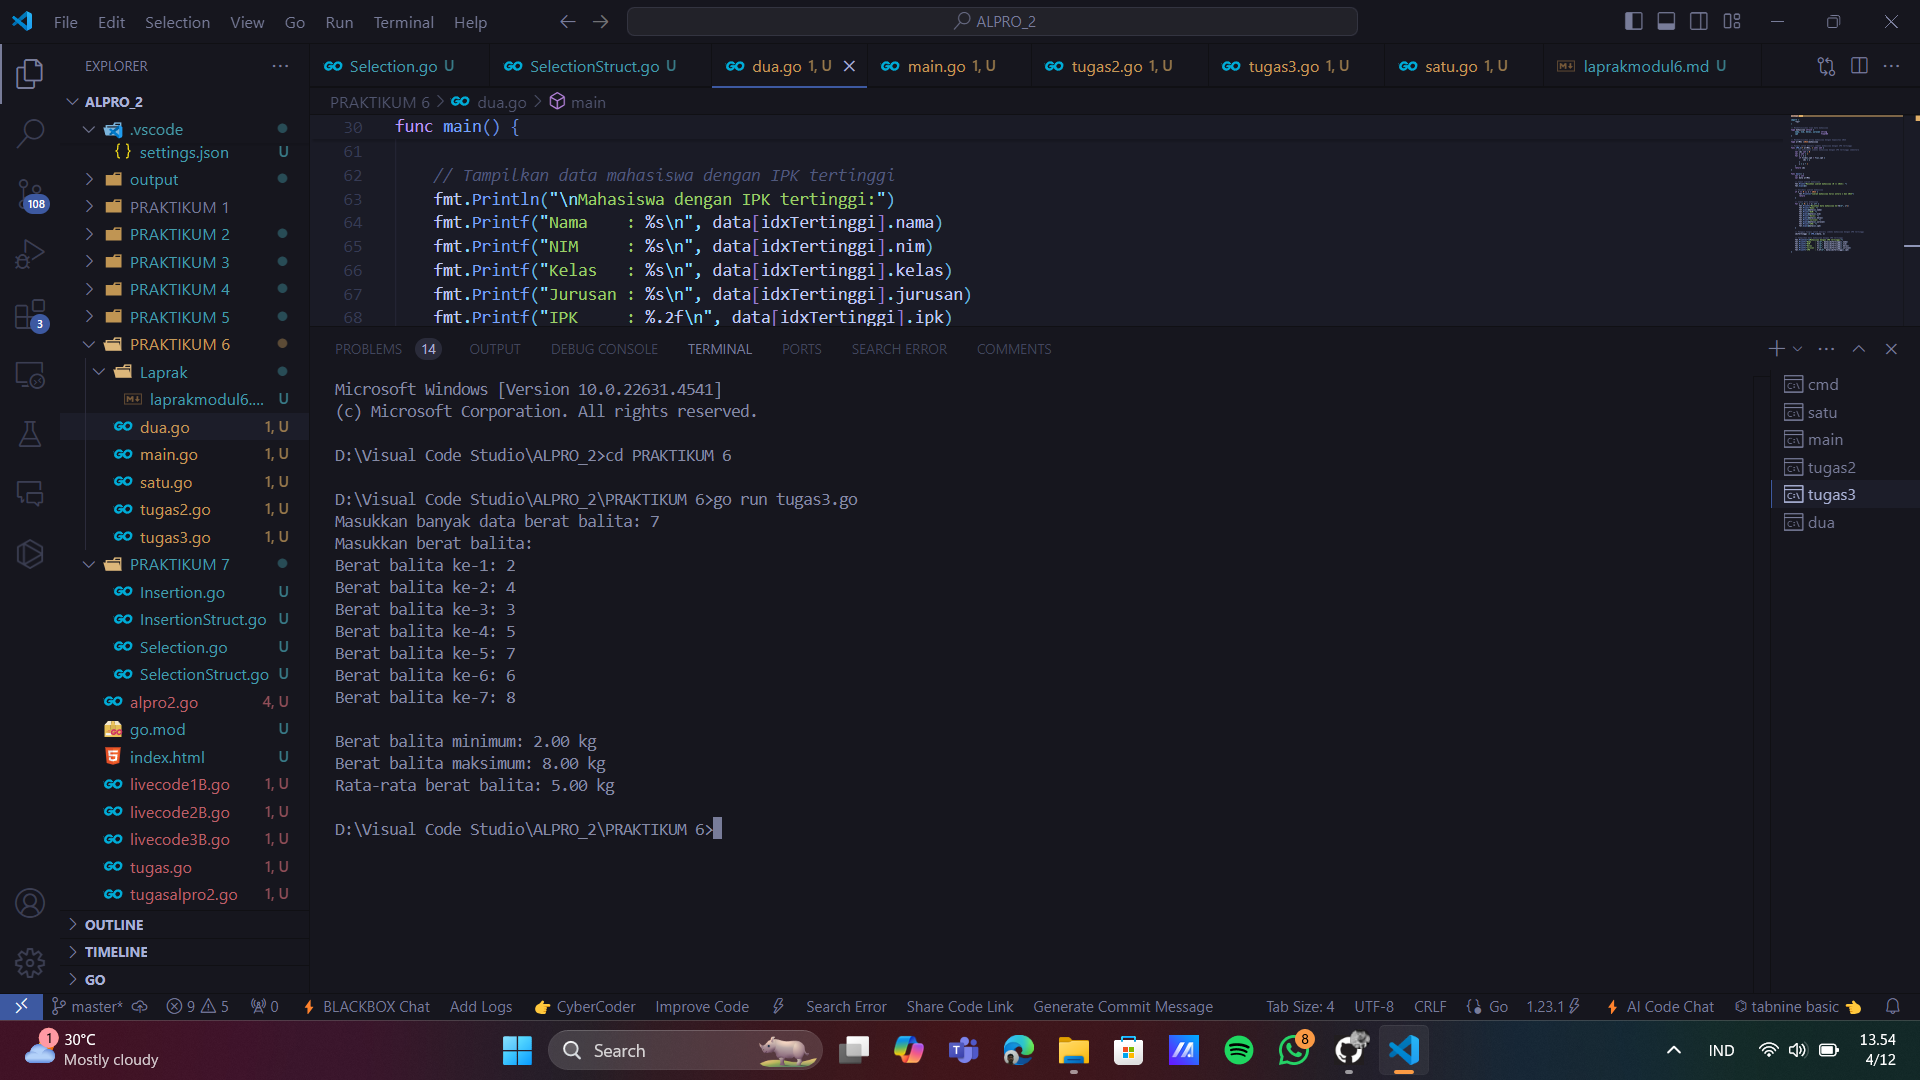 File Edit Selection View Go Run Terminal Help
ALPRO_2
EXPLORER
ALPRO_2
.vscode
{} settings.json U
output
PRAKTIKUM 1
PRAKTIKUM 2
PRAKTIKUM 3
PRAKTIKUM 4
PRAKTIKUM 5
PRAKTIKUM 6
Laprak
laprakmodul6.... U
dua.go 1, U
main.go 1, U
satu.go 1, U
tugas2.go 1, U
tugas3.go 1, U
PRAKTIKUM 7
Insertion.go U
InsertionStruct.go U
Selection.go U
SelectionStruct.go U
alpro2.go 4, U
go.mod U
index.html U
livecode1B.go 1, U
livecode2B.go 1, U
livecode3B.go 1, U
tugas.go 1, U
tugasalpro2.go 1, U
OUTLINE
TIMELINE
GO
108
3
Selection.go U SelectionStruct.go U dua.go 1, U main.go 1, U tugas2.go 1, U tugas3.go 1, U satu.go 1, U laprakmodul6.md U
PRAKTIKUM 6 > dua.go > main
30 func main() {
61
62 // Tampilkan data mahasiswa dengan IPK tertinggi
63 fmt.Println("\nMahasiswa dengan IPK tertinggi:")
64 fmt.Printf("Nama    : %s\n", data[idxTertinggi].nama)
65 fmt.Printf("NIM     : %s\n", data[idxTertinggi].nim)
66 fmt.Printf("Kelas   : %s\n", data[idxTertinggi].kelas)
67 fmt.Printf("Jurusan : %s\n", data[idxTertinggi].jurusan)
68 fmt.Printf("IPK     : %.2f\n", data[idxTertinggi].ipk)
PROBLEMS 14 OUTPUT DEBUG CONSOLE TERMINAL PORTS SEARCH ERROR COMMENTS
Microsoft Windows [Version 10.0.22631.4541]
(c) Microsoft Corporation. All rights reserved.
D:\Visual Code Studio\ALPRO_2>cd PRAKTIKUM 6
D:\Visual Code Studio\ALPRO_2\PRAKTIKUM 6>go run tugas3.go
Masukkan banyak data berat balita: 7
Masukkan berat balita:
Berat balita ke-1: 2
Berat balita ke-2: 4
Berat balita ke-3: 3
Berat balita ke-4: 5
Berat balita ke-5: 7
Berat balita ke-6: 6
Berat balita ke-7: 8
Berat balita minimum: 2.00 kg
Berat balita maksimum: 8.00 kg
Rata-rata berat balita: 5.00 kg
D:\Visual Code Studio\ALPRO_2\PRAKTIKUM 6>
cmd
satu
main
tugas2
tugas3
dua
master* 9 5 0 BLACKBOX Chat Add Logs CyberCoder Improve Code Search Error Share Code Link Generate Commit Message Tab Size: 4 UTF-8 CRLF {} Go 1.23.1 AI Code Chat tabnine basic
1
30°C
Mostly cloudy
Search
8
IND
13.54
4/12